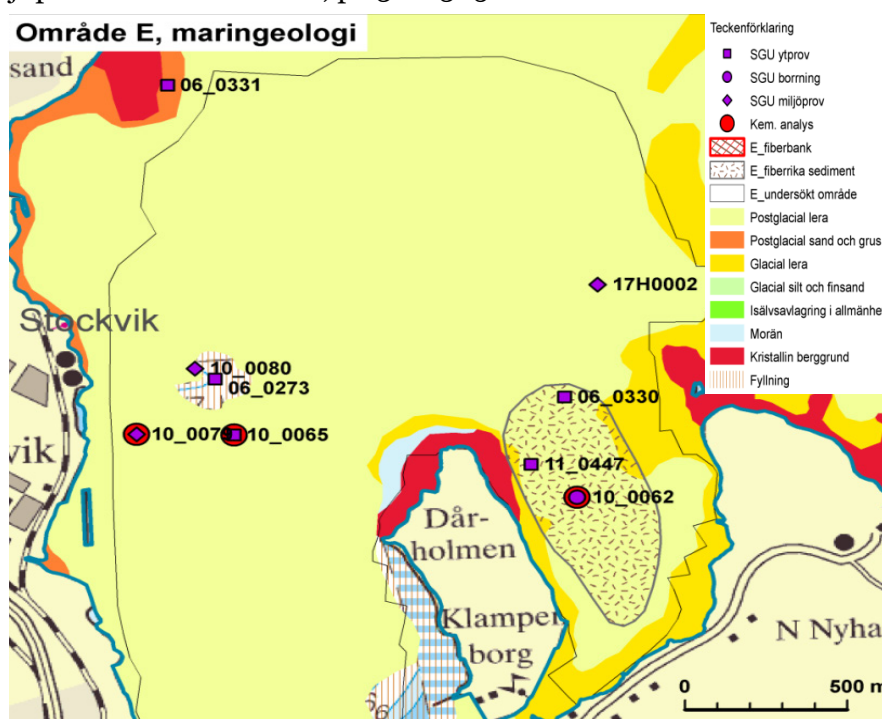 Område E, maringeologi
sand
06_0331
17H0002
Stockvik
10_0080
06_0273
06_0330
vik
10_0079
10_0065
11_0447
10_0062
Dår-
holmen
Klamper
borg
N Nyha
0 500 m
Teckenförklaring
SGU ytprov
SGU borrning
SGU miljöprov
Kem. analys
E_fiberbank
E_fiberrika sediment
E_undersökt område
Postglacial lera
Postglacial sand och grus
Glacial lera
Glacial silt och finsand
Isälvsavlagring i allmänhe
Morän
Kristallin berggrund
Fyllning